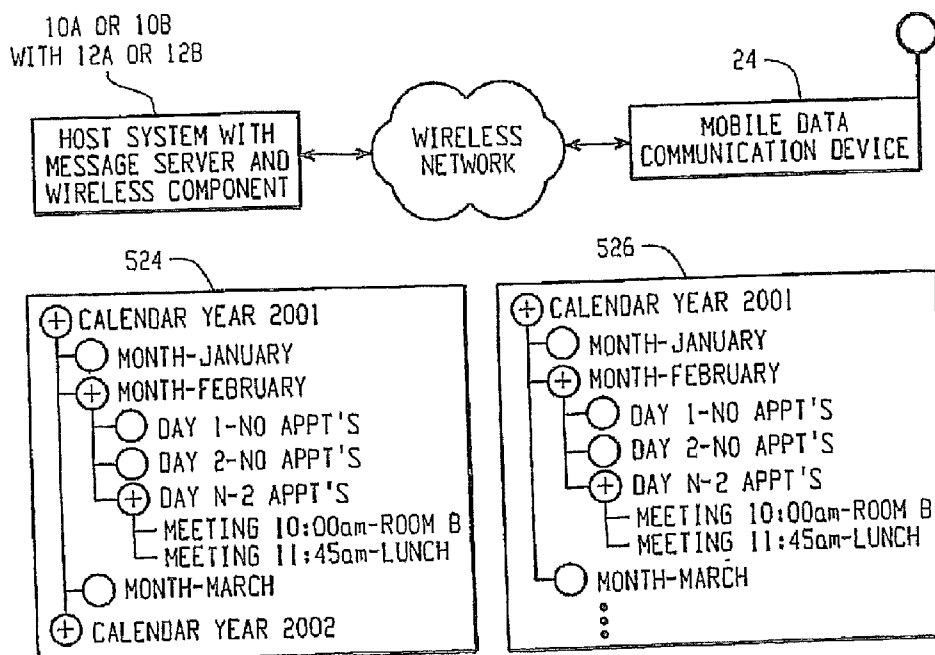 10A OR 10B
WITH 12A OR 12B
24
HOST SYSTEM WITH
MESSAGE SERVER AND
WIRELESS COMPONENT
WIRELESS
NETWORK
MOBILE DATA
COMMUNICATION DEVICE
524
CALENDAR YEAR 2001
MONTH-JANUARY
MONTH-FEBRUARY
DAY 1-NO APPT'S
DAY 2-NO APPT'S
DAY N-2 APPT'S
MEETING 10:00am-ROOM B
MEETING 11:45am-LUNCH
MONTH-MARCH
CALENDAR YEAR 2002
526
CALENDAR YEAR 2001
MONTH-JANUARY
MONTH-FEBRUARY
DAY 1-NO APPT'S
DAY 2-NO APPT'S
DAY N-2 APPT'S
MEETING 10:00am-ROOM B
MEETING 11:45am-LUNCH
MONTH-MARCH